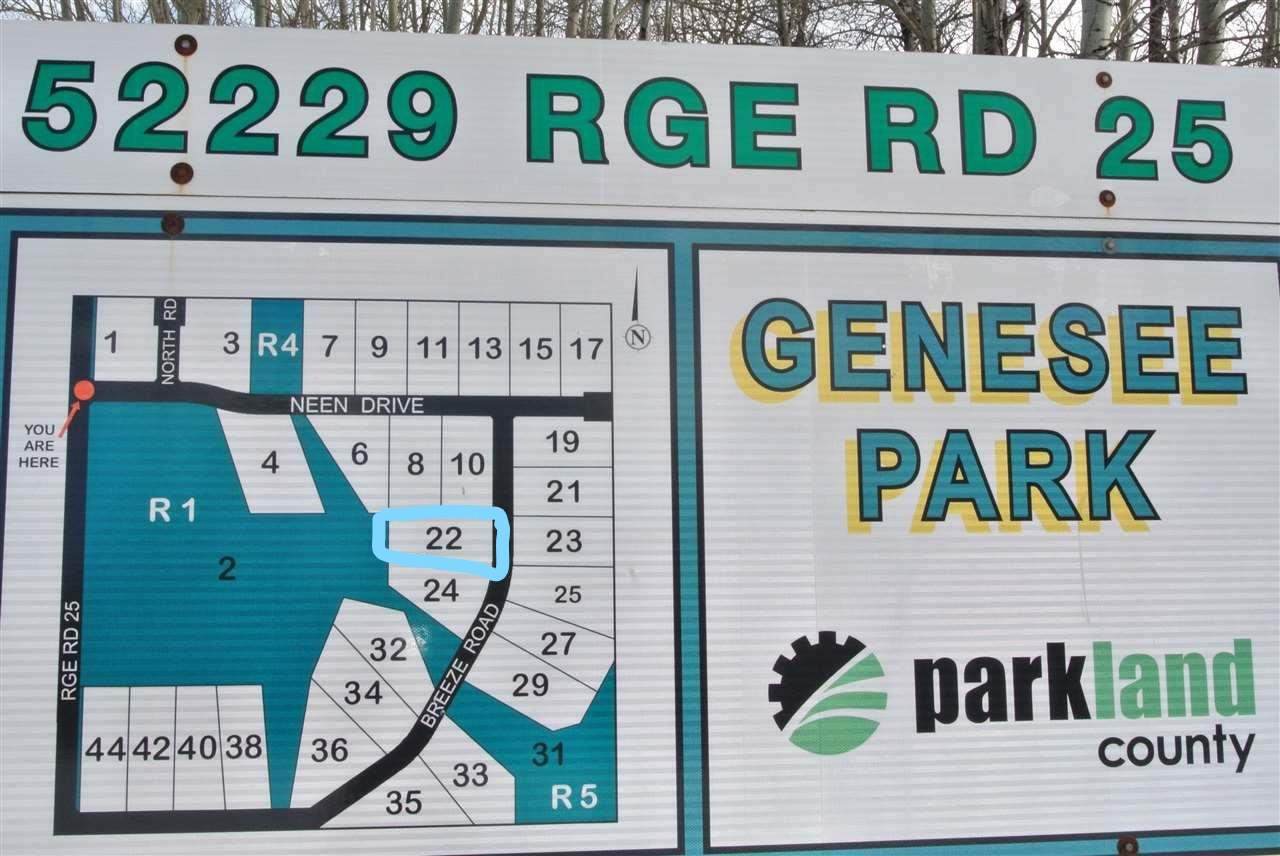 52229 RGE RD 25
1
NORTH RD
3
R4
7
9
11
13
15
17
N
NEEN DRIVE
YOU
ARE
HERE
4
6
8
10
19
21
R 1
22
23
2
24
25
RGE RD 25
BREEZE ROAD
32
27
34
29
44
42
40
38
36
31
33
35
R 5
GENESEE
PARK
parkland
county